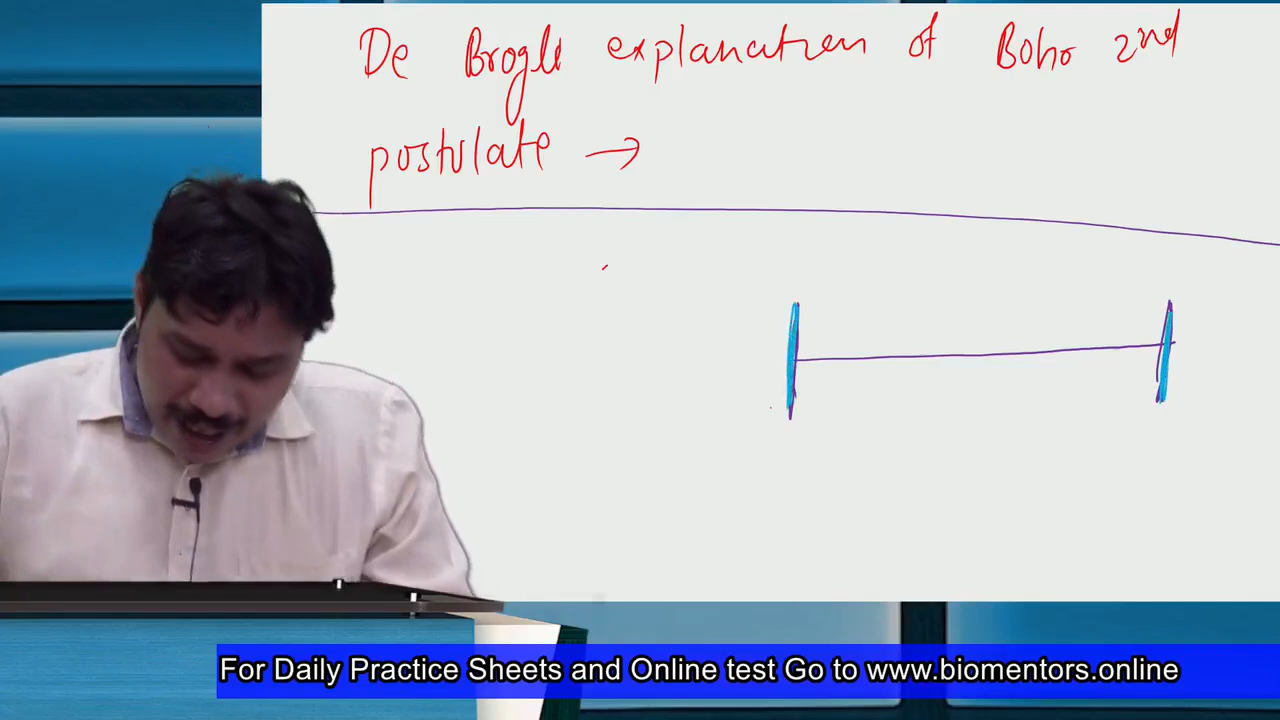 De Broglie explanation of Bohr 2nd
postulate →
For Daily Practice Sheets and Online test Go to www.biomentors.online